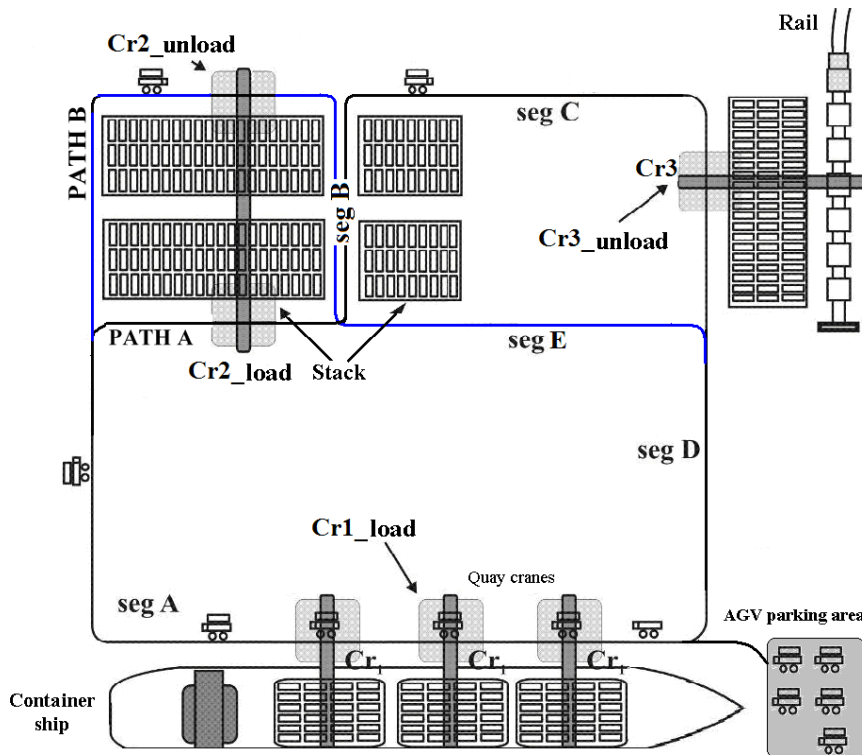 Rail
Cr2_unload
seg C
PATH B
seg B
Cr3
Cr3_unload
PATH A
seg E
Cr2_load
Stack
seg D
Cr1_load
Quay cranes
seg A
AGV parking area
Cr1
Cr1
Cr1
Container
ship